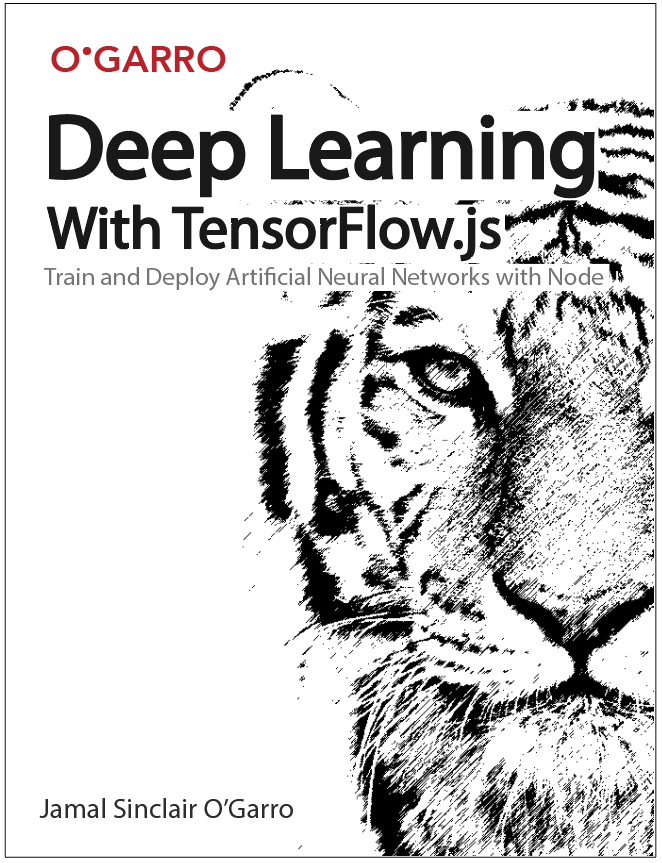 O•GARRO
Deep Learning
With TensorFlow.js
Train and Deploy Artificial Neural Networks with Node
Jamal Sinclair O'Garro